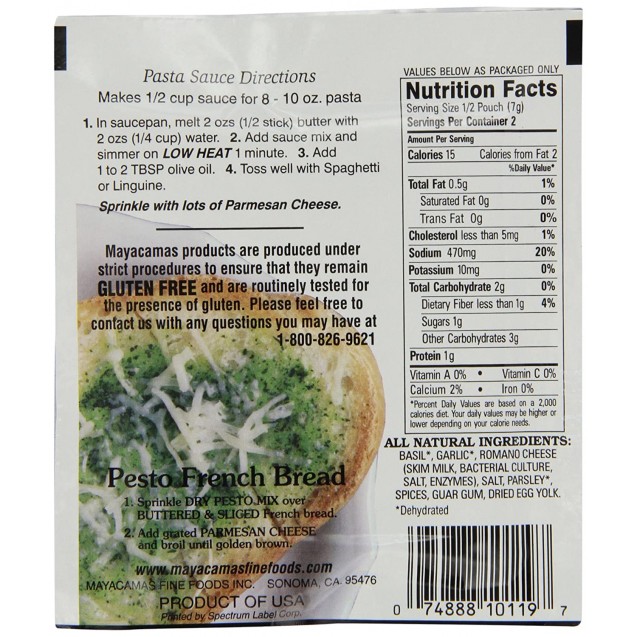 Pasta Sauce Directions
Makes 1/2 cup sauce for 8 - 10 oz. pasta
1. In saucepan, melt 2 ozs (1/2 stick) butter with
2 ozs (1/4 cup) water. 2. Add sauce mix and
simmer on LOW HEAT 1 minute. 3. Add
1 to 2 TBSP olive oil. 4. Toss well with Spaghetti
or Linguine.
Sprinkle with lots of Parmesan Cheese.
Mayacamas products are produced under
strict procedures to ensure that they remain
GLUTEN FREE and are routinely tested for
the presence of gluten. Please feel free to
contact us with any questions you may have at
1-800-826-9621
Pesto French Bread
1. Sprinkle DRY PESTO MIX over
BUTTERED & SLICED French bread.
2. Add grated PARMESAN CHEESE
and broil until golden brown.
www.mayacamasfinefoods.com
MAYACAMAS FINE FOODS INC. SONOMA, CA. 95476
PRODUCT OF USA
Printed by Spectrum Label Corp.
VALUES BELOW AS PACKAGED ONLY
Nutrition Facts
Serving Size 1/2 Pouch (7g)
Servings Per Container 2
Amount Per Serving
Calories 15 Calories from Fat 2
%Daily Value*
Total Fat 0.5g 1%
Saturated Fat 0g 0%
Trans Fat 0g 0%
Cholesterol less than 5mg 1%
Sodium 470mg 20%
Potassium 10mg 0%
Total Carbohydrate 2g 0%
Dietary Fiber less than 1g 4%
Sugars 1g
Other Carbohydrates 3g
Protein 1g
Vitamin A 0% • Vitamin C 0%
Calcium 2% • Iron 0%
*Percent Daily Values are based on a 2,000
calories diet. Your daily values may be higher or
lower depending on your calorie needs.
ALL NATURAL INGREDIENTS:
BASIL*, GARLIC*, ROMANO CHEESE
(SKIM MILK, BACTERIAL CULTURE,
SALT, ENZYMES), SALT, PARSLEY*,
SPICES, GUAR GUM, DRIED EGG YOLK.
*Dehydrated
0 74888 10119 7